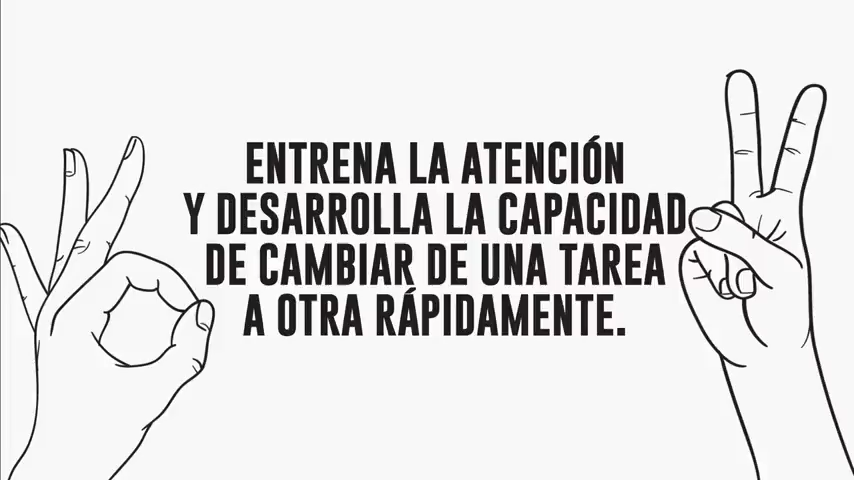 ENTRENA LA ATENCIÓN
Y DESARROLLA LA CAPACIDAD
DE CAMBIAR DE UNA TAREA
A OTRA RÁPIDAMENTE.